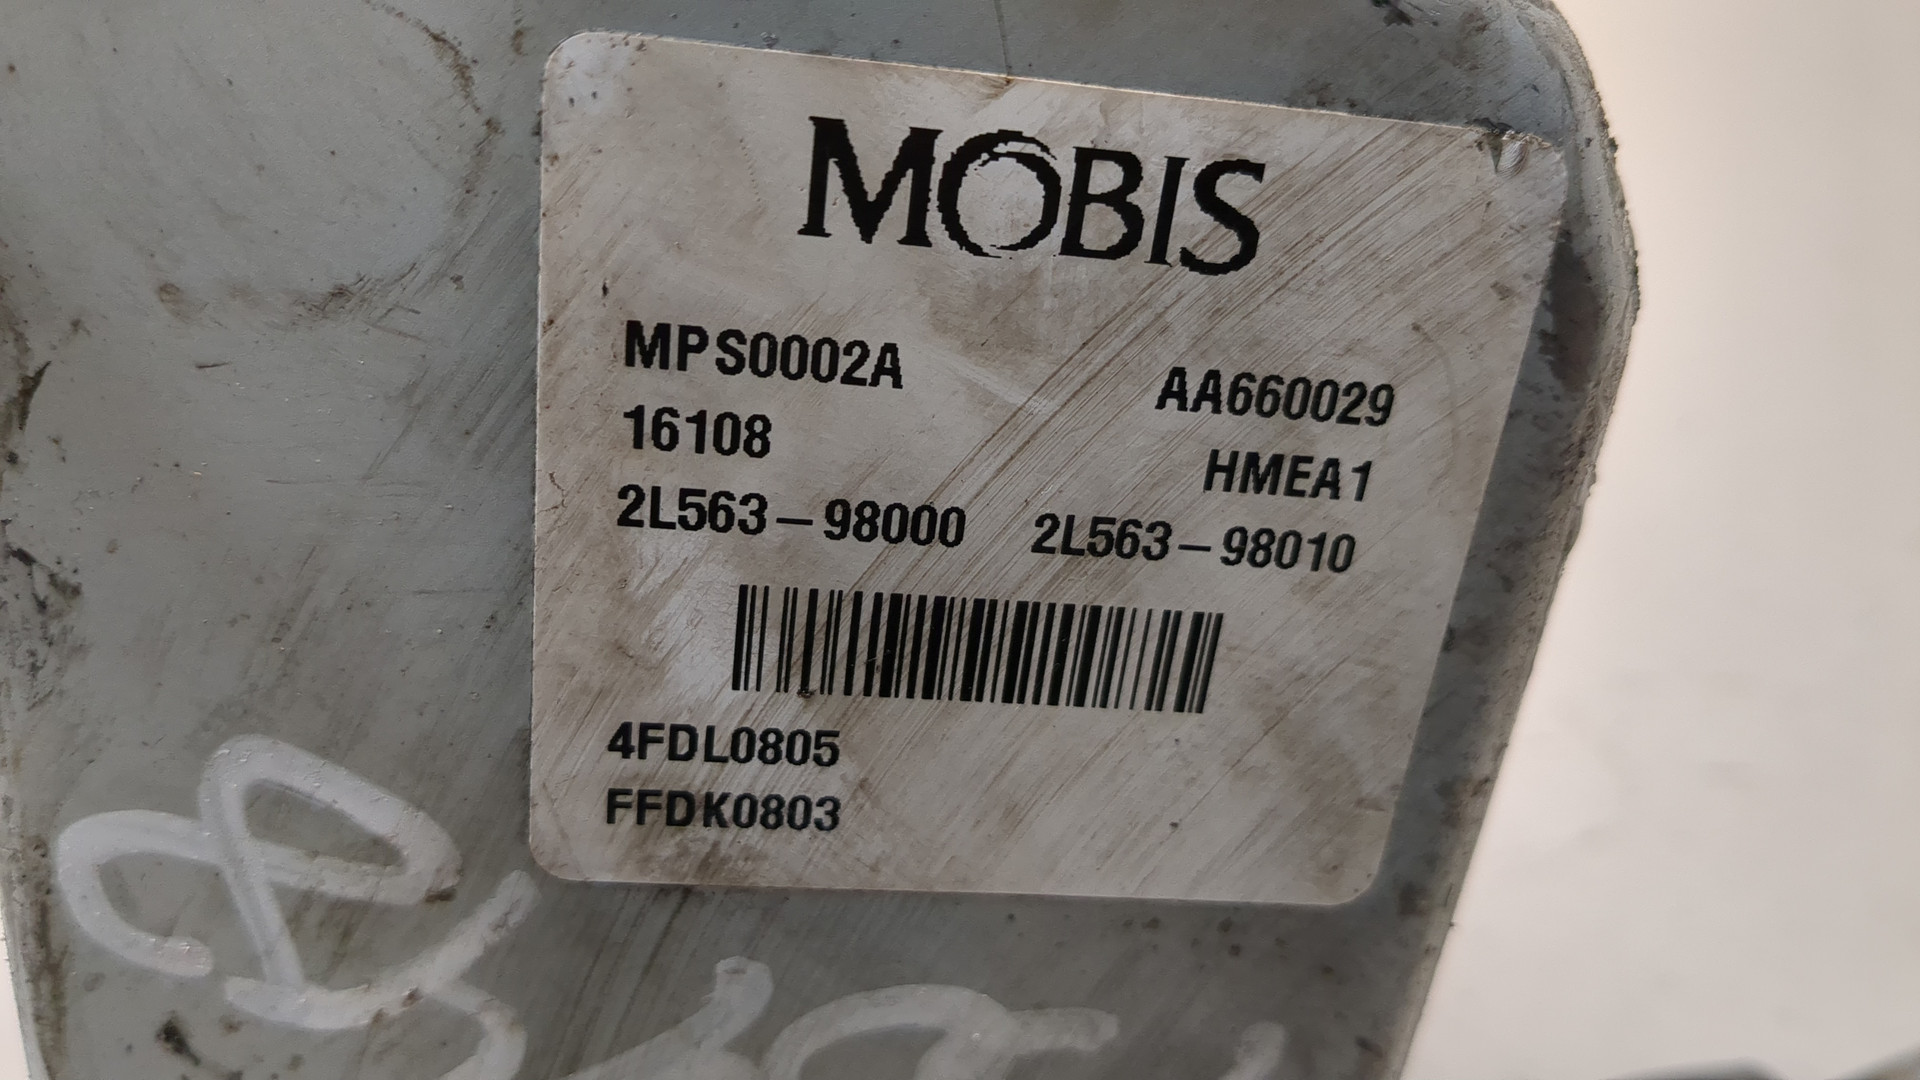 MOBIS
MPS0002A AA660029
16108 HMEA1
2L563-98000 2L563-98010
4FDL0805
FFDK0803